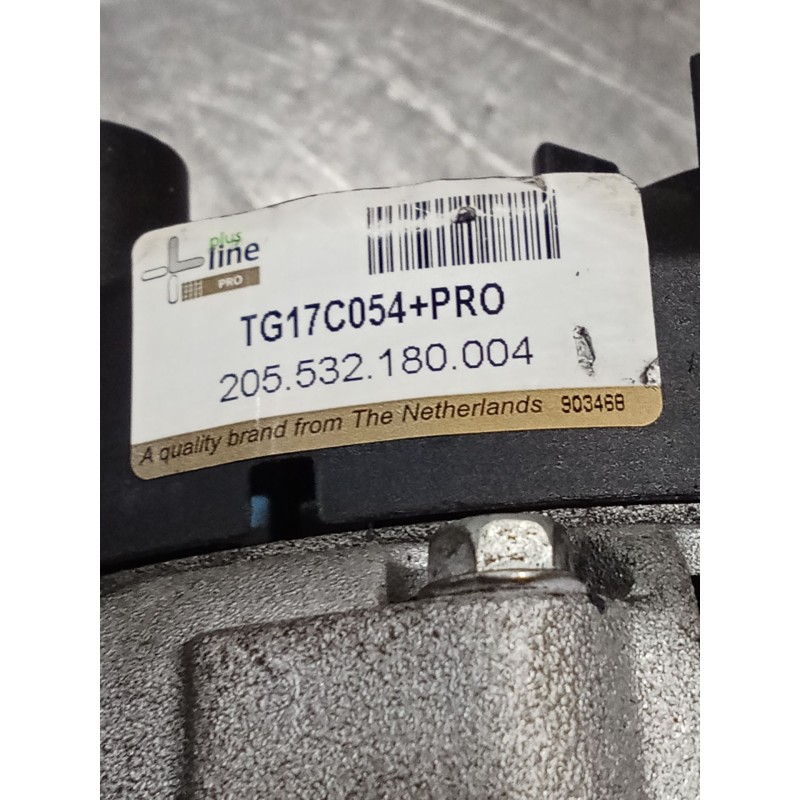 plus
line
PRO
TG17C054+PRO
205.532.180.004
A quality brand from The Netherlands 903468